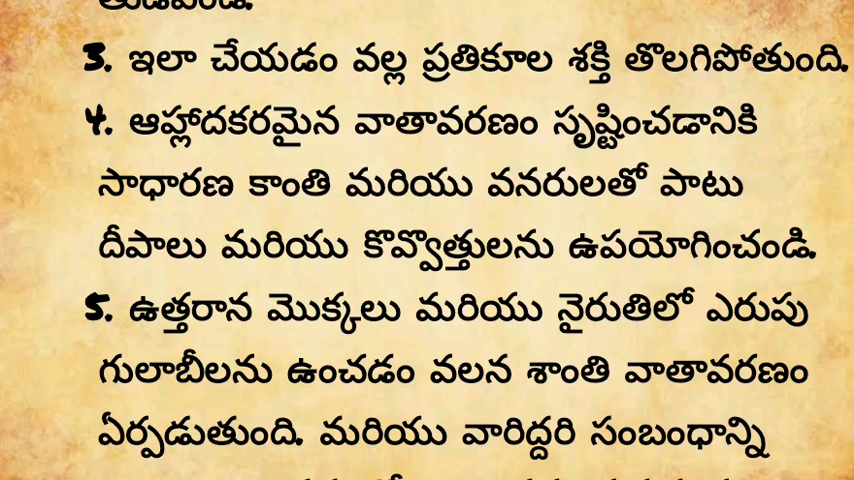 తుడవండి.
3. ఇలా చేయడం వల్ల ప్రతికూల శక్తి తొలగిపోతుంది.
4. ఆహ్లాదకరమైన వాతావరణం సృష్టించడానికి
సాధారణ కాంతి మరియు వనరులతో పాటు
దీపాలు మరియు కొవ్వొత్తులను ఉపయోగించండి.
5. ఉత్తరాన మొక్కలు మరియు నైరుతిలో ఎరుపు
గులాబీలను ఉంచడం వలన శాంతి వాతావరణం
ఏర్పడుతుంది. మరియు వారిద్దరి సంబంధాన్ని